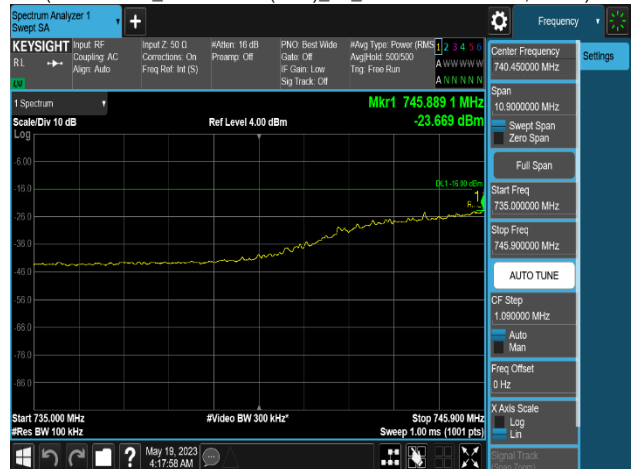 Spectrum Analyzer 1
Swept SA
Frequency
KEYSIGHT
RL
Input: RF
Coupling: AC
Align: Auto
Input Z: 50 Ω
Corrections: On
Freq Ref: Int (S)
#Atten: 16 dB
Preamp: Off
PNO: Best Wide
Gate: Off
IF Gain: Low
Sig Track: Off
#Avg Type: Power (RMS
Avg|Hold: 500/500
Trig: Free Run
1 2 3 4 5 6
A W W W W W
A N N N N N
Settings
Center Frequency
740.450000 MHz
Span
10.9000000 MHz
Swept Span
Zero Span
Full Span
Start Freq
735.000000 MHz
Stop Freq
745.900000 MHz
AUTO TUNE
CF Step
1.090000 MHz
Auto
Man
Freq Offset
0 Hz
X Axis Scale
Log
Lin
Signal Track
(Span Zoom)
1 Spectrum
Mkr1 745.889 1 MHz
Scale/Div 10 dB
Ref Level 4.00 dBm
-23.669 dBm
Log
-6.00
-16.0
DL1 -16.00 dBm
1
-26.0
-36.0
-46.0
-56.0
-66.0
-76.0
-86.0
Start 735.000 MHz
#Video BW 300 kHz*
Stop 745.900 MHz
#Res BW 100 kHz
Sweep 1.00 ms (1001 pts)
?
May 19, 2023
4:17:58 AM